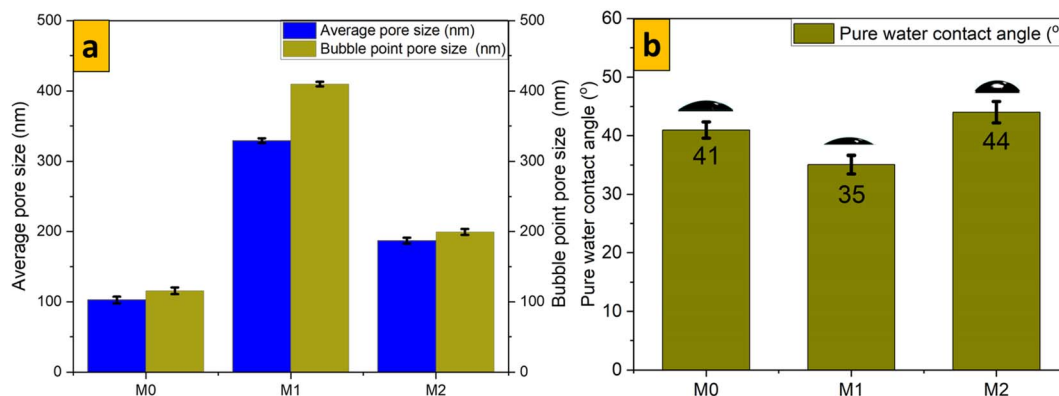 a
Average pore size (nm)
Bubble point pore size (nm)
500
400
300
200
100
0
Average pore size (nm)
M0
M1
M2
500
400
300
200
100
0
Bubble point pore size (nm)
b
Pure water contact angle (º
60
50
40
30
20
10
0
Pure water contact angle (º)
41
35
44
M0
M1
M2